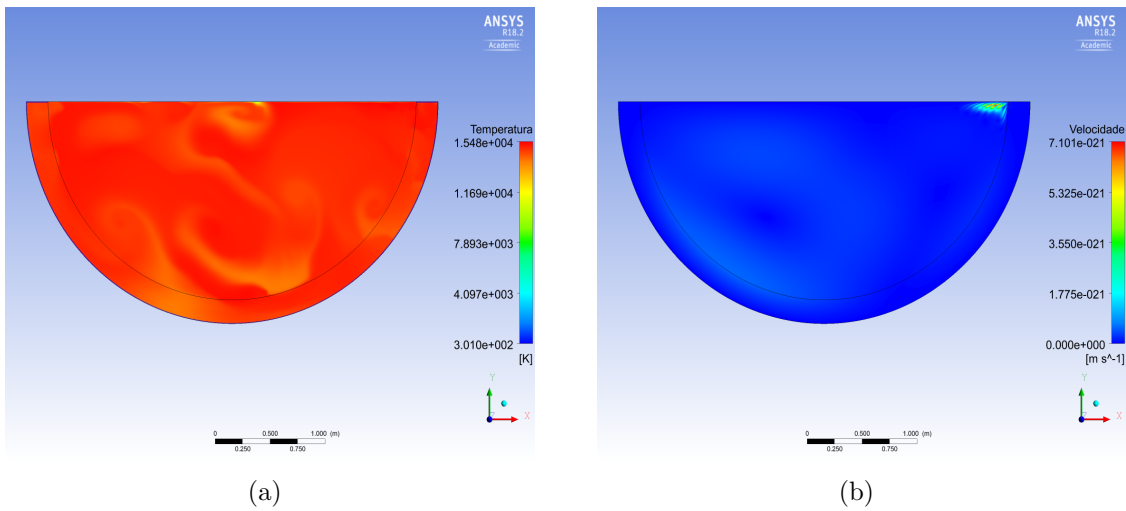 ANSYS
R18.2
Academic
Temperatura
1.548e+004
1.169e+004
7.893e+003
4.097e+003
3.010e+002
[K]
Y
X
0 0.500 1.000 (m)
0.250 0.750
(a)
ANSYS
R18.2
Academic
Velocidade
7.101e-021
5.325e-021
3.550e-021
1.775e-021
0.000e+000
[m s^-1]
Y
X
0 0.500 1.000 (m)
0.250 0.750
(b)